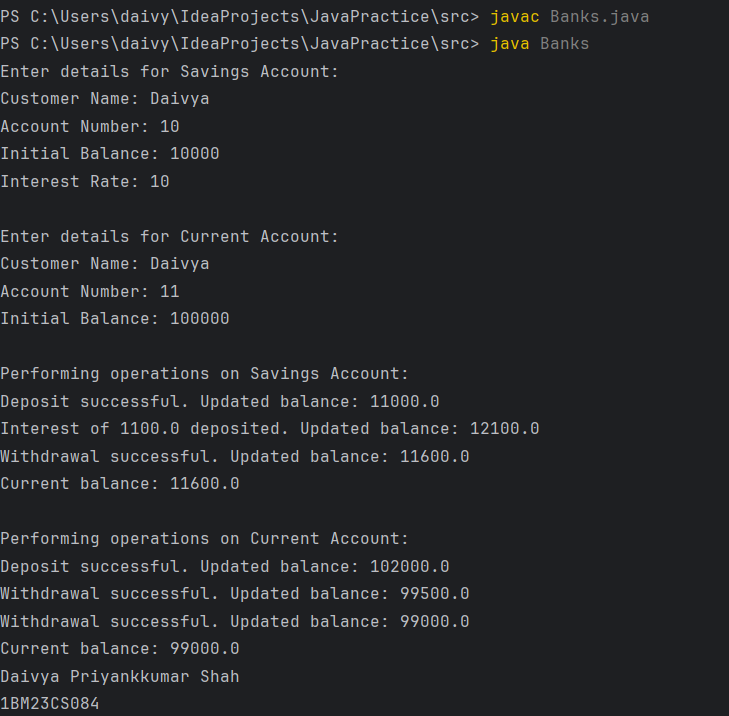 PS C:\Users\daivy\IdeaProjects\JavaPractice\src> javac Banks.java
PS C:\Users\daivy\IdeaProjects\JavaPractice\src> java Banks
Enter details for Savings Account:
Customer Name: Daivya
Account Number: 10
Initial Balance: 10000
Interest Rate: 10
Enter details for Current Account:
Customer Name: Daivya
Account Number: 11
Initial Balance: 100000
Performing operations on Savings Account:
Deposit successful. Updated balance: 11000.0
Interest of 1100.0 deposited. Updated balance: 12100.0
Withdrawal successful. Updated balance: 11600.0
Current balance: 11600.0
Performing operations on Current Account:
Deposit successful. Updated balance: 102000.0
Withdrawal successful. Updated balance: 99500.0
Withdrawal successful. Updated balance: 99000.0
Current balance: 99000.0
Daivya Priyankkumar Shah
1BM23CS084